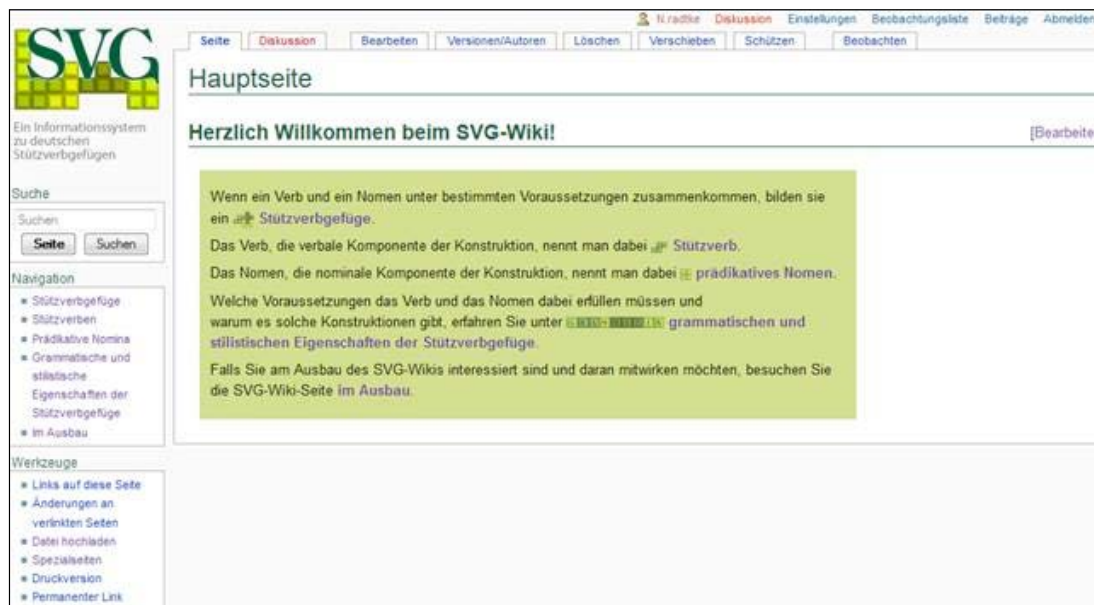 N.radtke Diskussion Einstellungen Beobachtungsliste Beiträge Abmelden
Seite Diskussion Bearbeiten Versionen/Autoren Löschen Verschieben Schützen Beobachten
SVG
Ein Informationssystem
zu deutschen
Stützverbgefügen
Suche
Suchen
Seite Suchen
Navigation
Stützverbgefüge
Stützverben
Prädikative Nomina
Grammatische und
stilistische
Eigenschaften der
Stützverbgefüge
Im Ausbau
Werkzeuge
Links auf diese Seite
Änderungen an
verlinkten Seiten
Datei hochladen
Spezialseiten
Druckversion
Permanenter Link
Hauptseite
Herzlich Willkommen beim SVG-Wiki!
[Bearbeite
Wenn ein Verb und ein Nomen unter bestimmten Voraussetzungen zusammenkommen, bilden sie
ein Stützverbgefüge.
Das Verb, die verbale Komponente der Konstruktion, nennt man dabei Stützverb.
Das Nomen, die nominale Komponente der Konstruktion, nennt man dabei prädikatives Nomen.
Welche Voraussetzungen das Verb und das Nomen dabei erfüllen müssen und
warum es solche Konstruktionen gibt, erfahren Sie unter grammatischen und
stilistischen Eigenschaften der Stützverbgefüge.
Falls Sie am Ausbau des SVG-Wikis interessiert sind und daran mitwirken möchten, besuchen Sie
die SVG-Wiki-Seite im Ausbau.